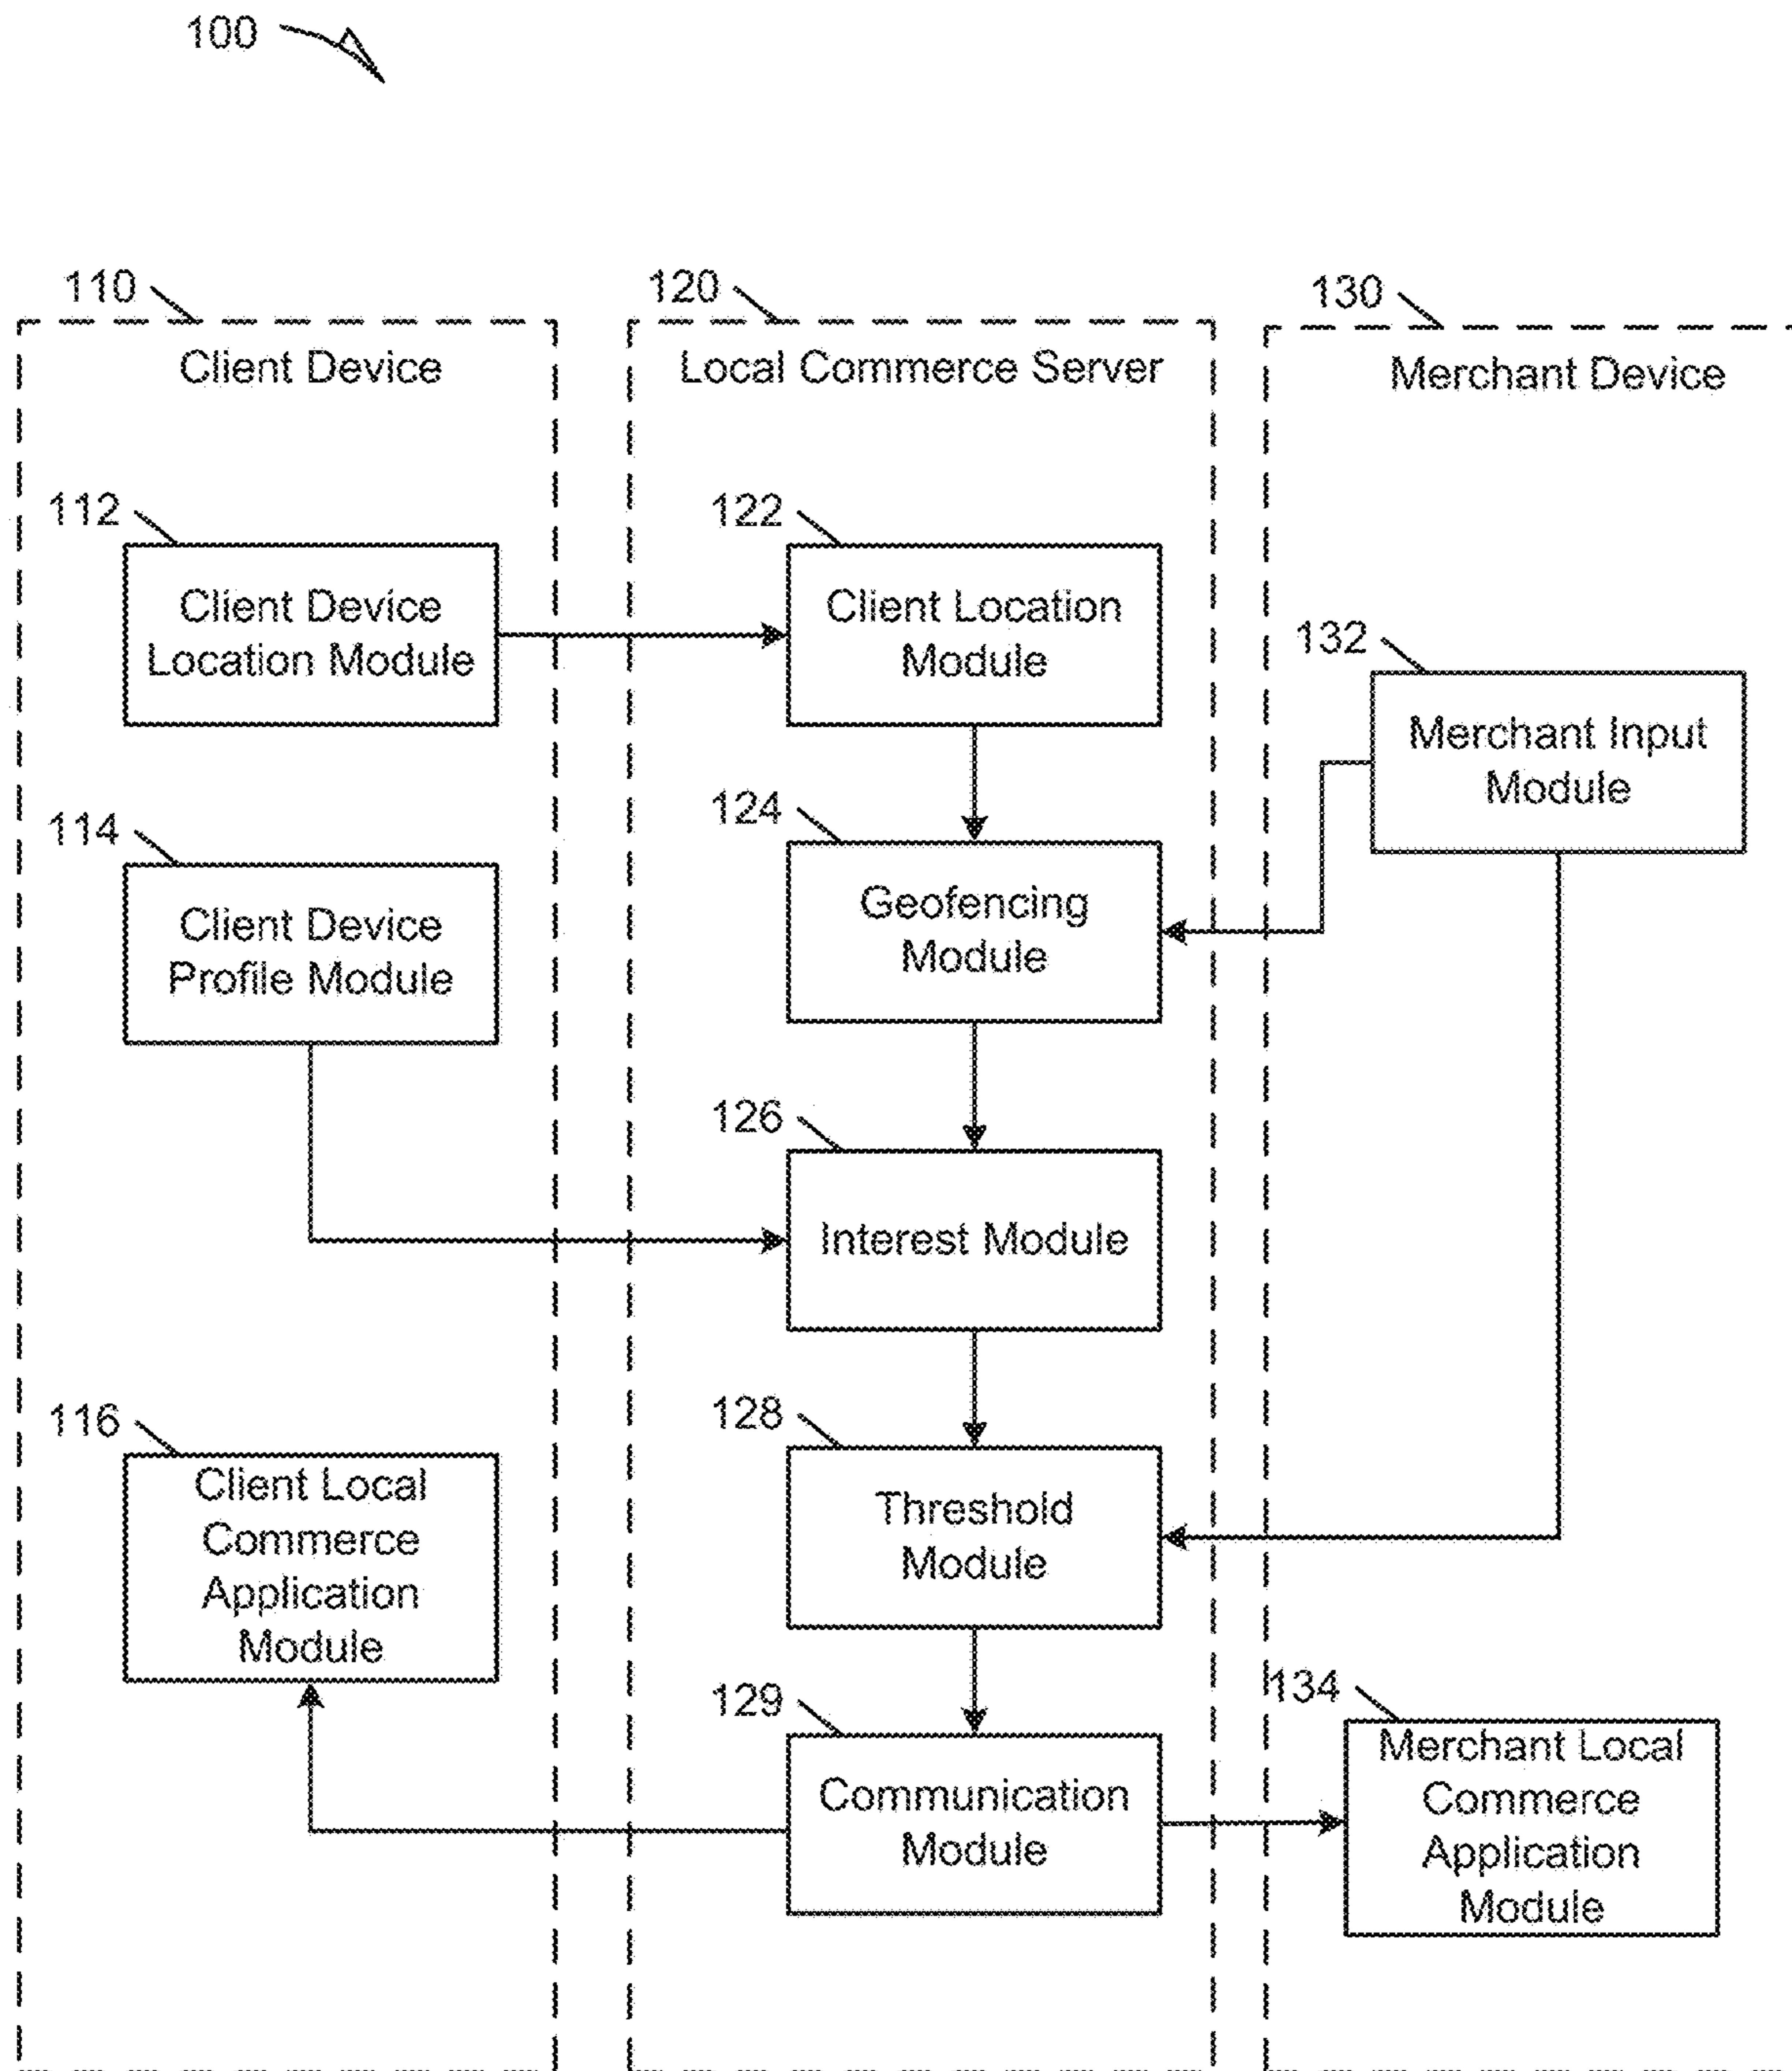 100
110
120
130
Client Device
Local Commerce Server
Merchant Device
112
122
Client Device
Location Module
Client Location
Module
132
Merchant Input
Module
114
124
Client Device
Profile Module
Geofencing
Module
126
Interest Module
116
128
Client Local
Commerce
Application
Module
Threshold
Module
129
134
Communication
Module
Merchant Local
Commerce
Application
Module